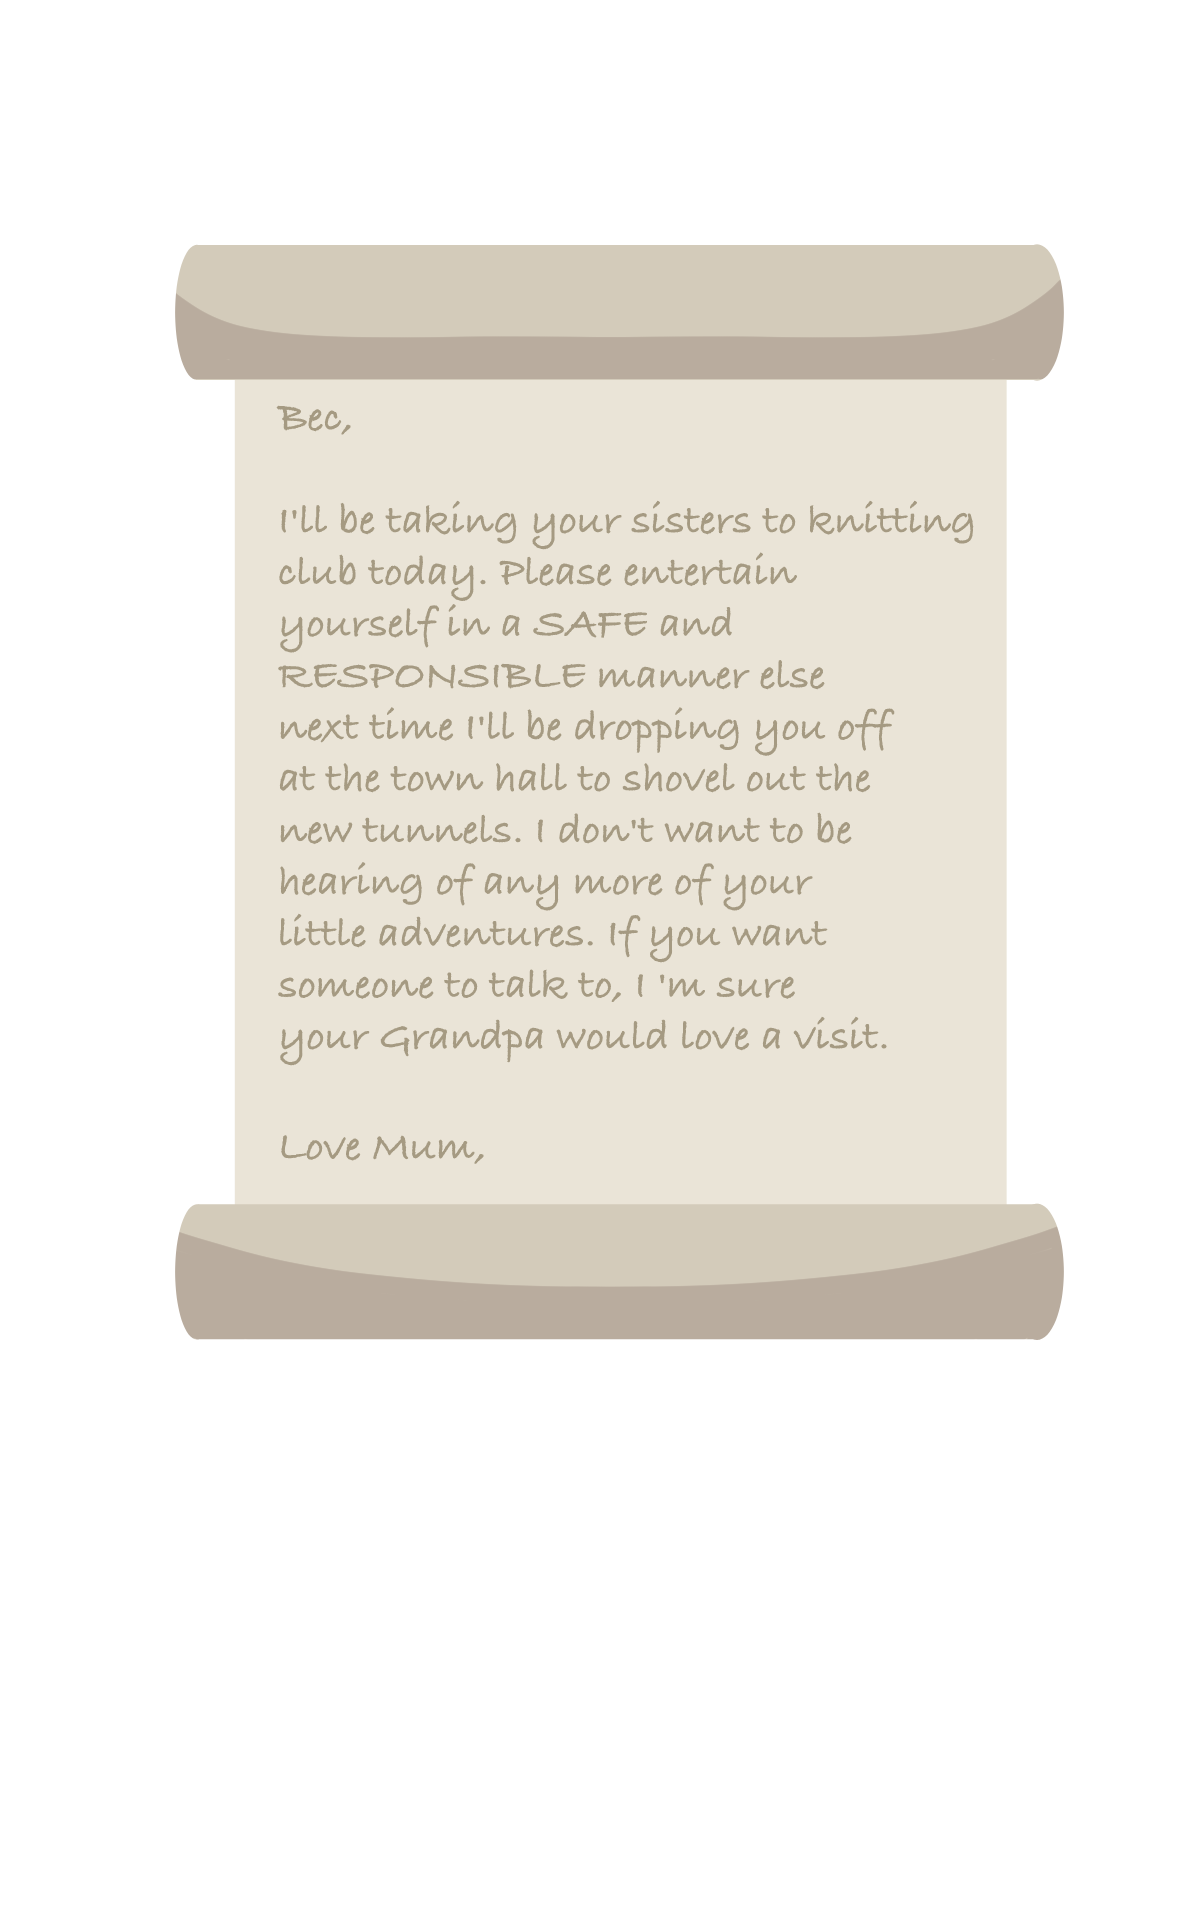 Bec,
I'll be taking your sisters to knitting
club today. Please entertain
yourself in a SAFE and
RESPONSIBLE manner else
next time I'll be dropping you off
at the town hall to shovel out the
new tunnels. I don't want to be
hearing of any more of your
little adventures. If you want
someone to talk to, I 'm sure
your Grandpa would love a visit.
Love Mum,